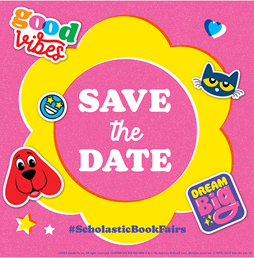 good
vibes
SAVE
the
DATE
DREAM
Big
#ScholasticBookFairs